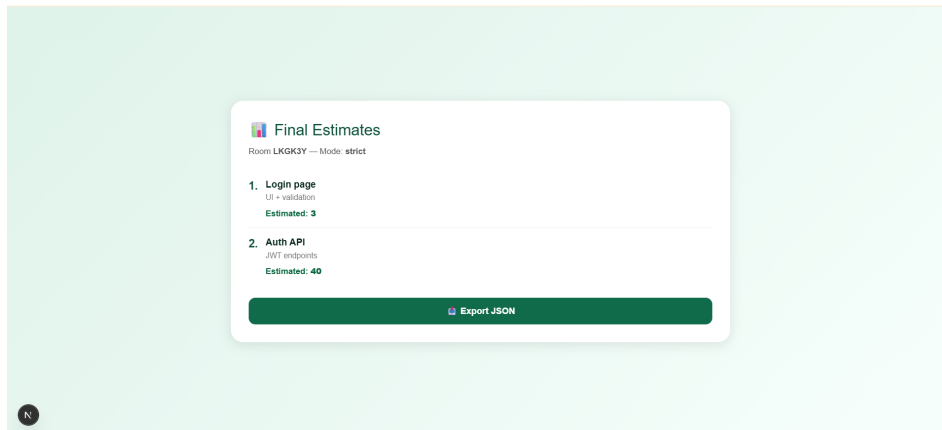 Final Estimates
Room LKGK3Y — Mode: strict
1. Login page
UI + validation
Estimated: 3
2. Auth API
JWT endpoints
Estimated: 40
Export JSON
N